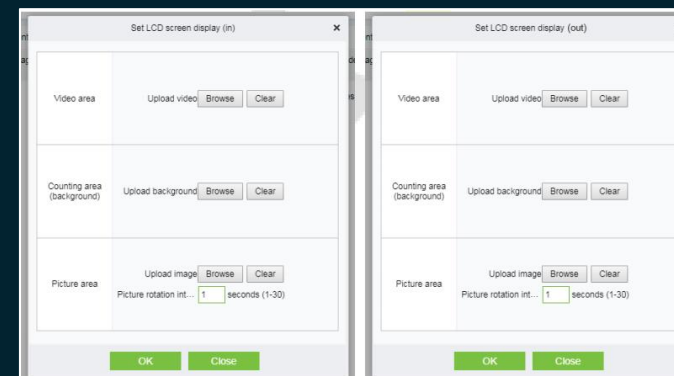 Set LCD screen display (in) ×
Video area
Upload video Browse Clear
Counting area
(background)
Upload background Browse Clear
Picture area
Upload image Browse Clear
Picture rotation int... 1 seconds (1-30)
OK Close
Set LCD screen display (out)
Video area
Upload video Browse Clear
Counting area
(background)
Upload background Browse Clear
Picture area
Upload image Browse Clear
Picture rotation int... 1 seconds (1-30)
OK Close